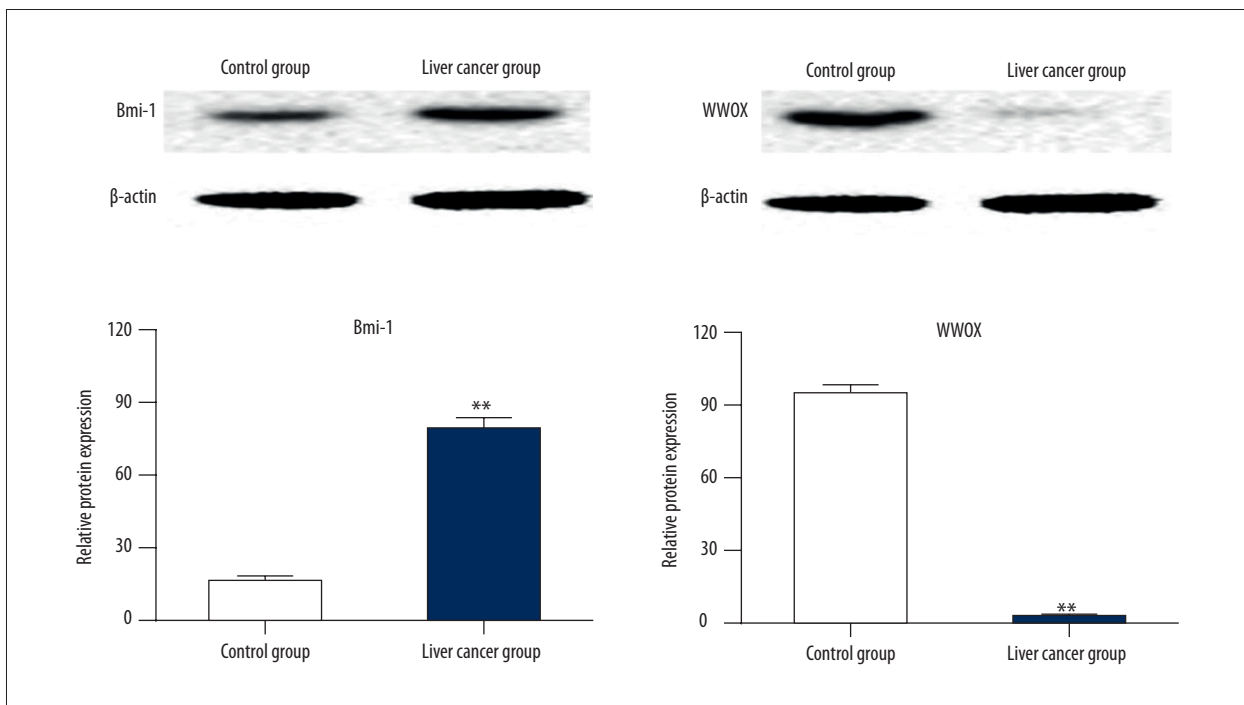 Control group Liver cancer group
Bmi-1
β-actin
Control group Liver cancer group
WWOX
β-actin
Bmi-1
Relative protein expression
120
90
60
30
0
**
Control group Liver cancer group
WWOX
Relative protein expression
120
90
60
30
0
**
Control group Liver cancer group